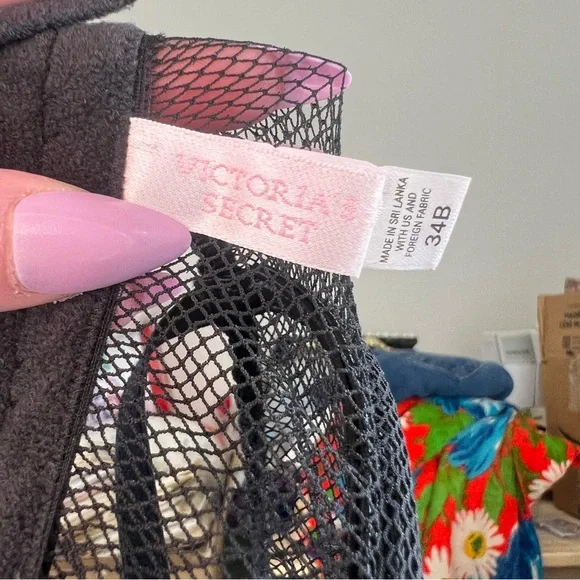 VICTORIA'S
SECRET
MADE IN SRI LANKA
WITH US AND
FOREIGN FABRIC
34B